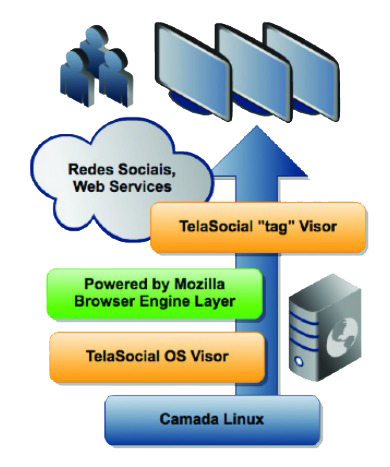 Redes Sociais,
Web Services
TelaSocial "tag" Visor
Powered by Mozilla
Browser Engine Layer
TelaSocial OS Visor
Camada Linux